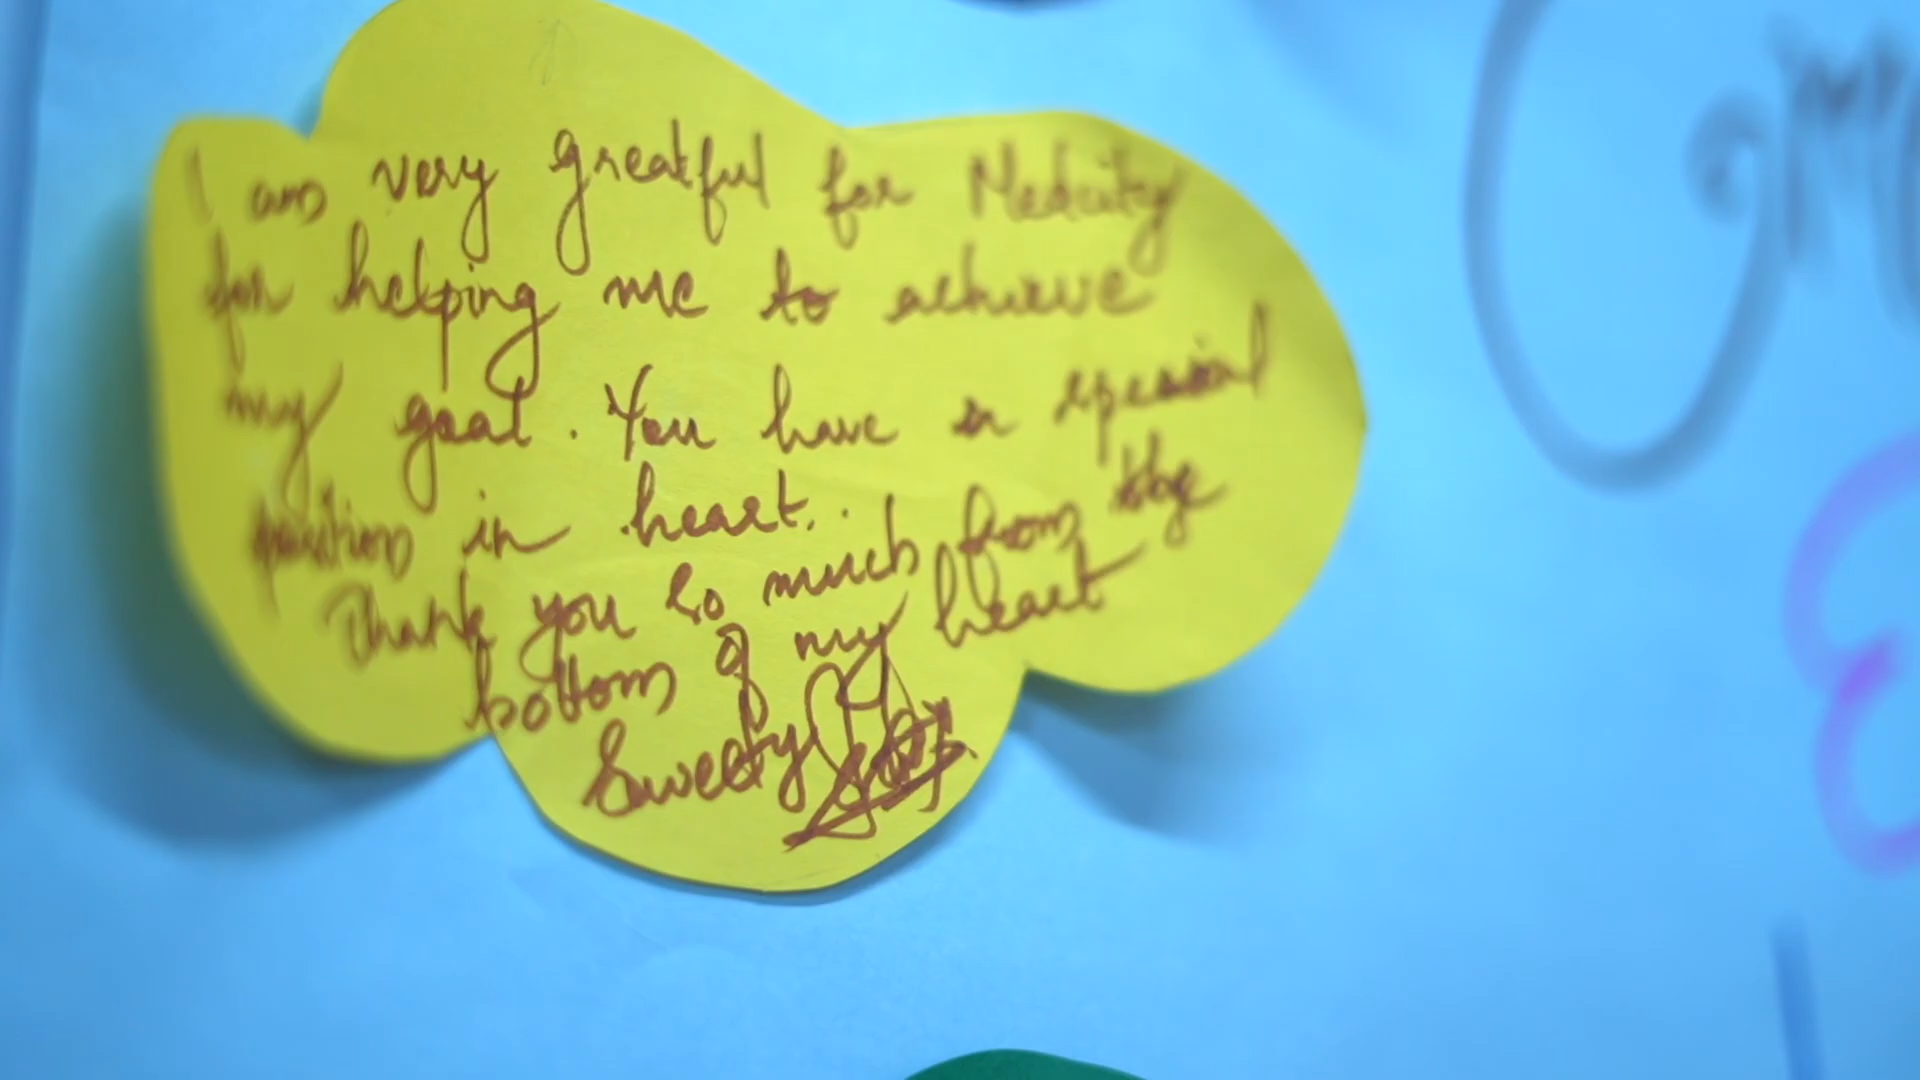 I am very greatful for Medcity
for helping me to achieve
my goal. You have a special
position in heart..
Thank you so much from the
bottom of my heart
Sweety